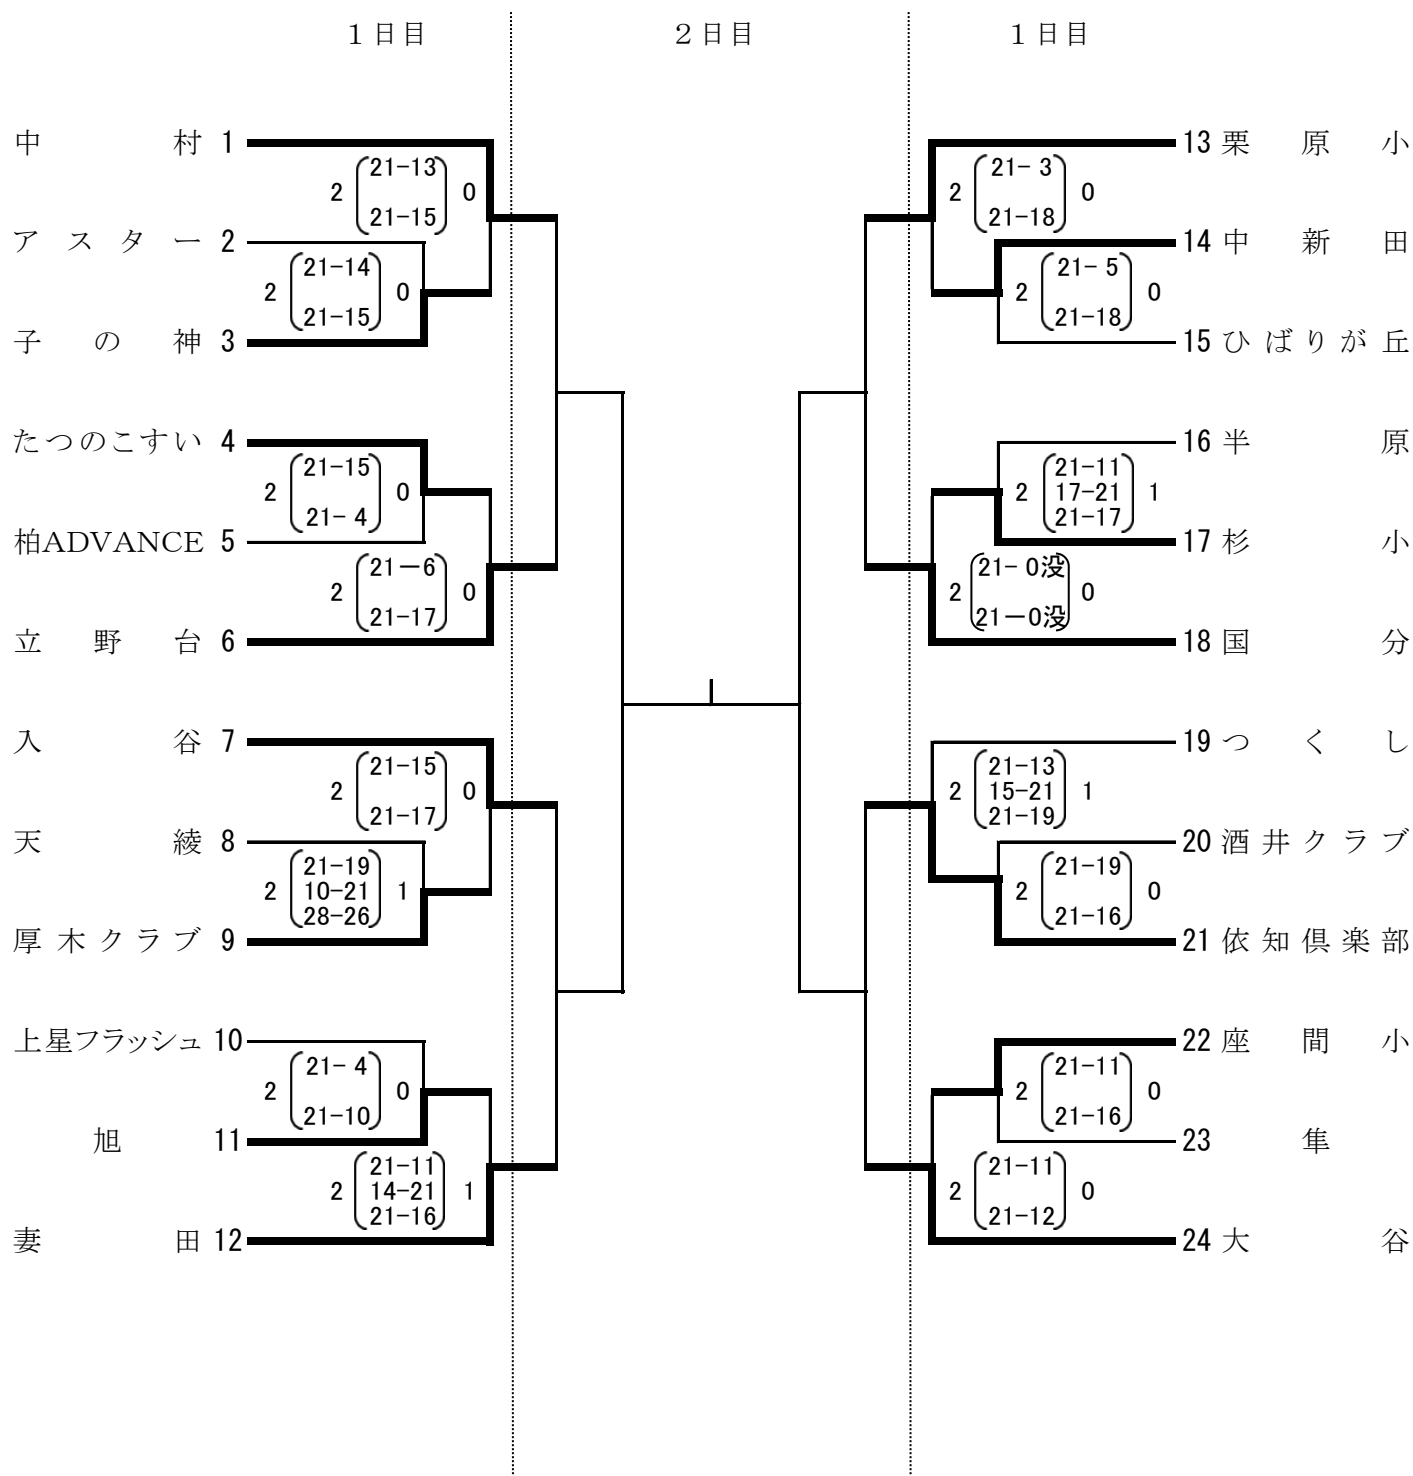 1日目 2日目 1日目
中村 1
2 21-13 0
21-15
アスター 2
2 21-14 0
21-15
子の神 3
たつのこすい 4
2 21-15 0
21- 4
柏ADVANCE 5
2 21-6 0
21-17
立野台 6
入谷 7
2 21-15 0
21-17
天綾 8
2 21-19 1
10-21
28-26
厚木クラブ 9
上星フラッシュ 10
2 21- 4 0
21-10
旭 11
2 21-11 1
14-21
21-16
妻田 12
13 栗原小
2 21- 3 0
21-18
14 中新田
2 21- 5 0
21-18
15 ひばりが丘
16 半原
2 21-11 1
17-21
21-17
17 杉小
2 21- 0没 0
21-0没
18 国分
19 つくし
2 21-13 1
15-21
21-19
20 酒井クラブ
2 21-19 0
21-16
21 依知倶楽部
22 座間小
2 21-11 0
21-16
23 隼
2 21-11 0
21-12
24 大谷